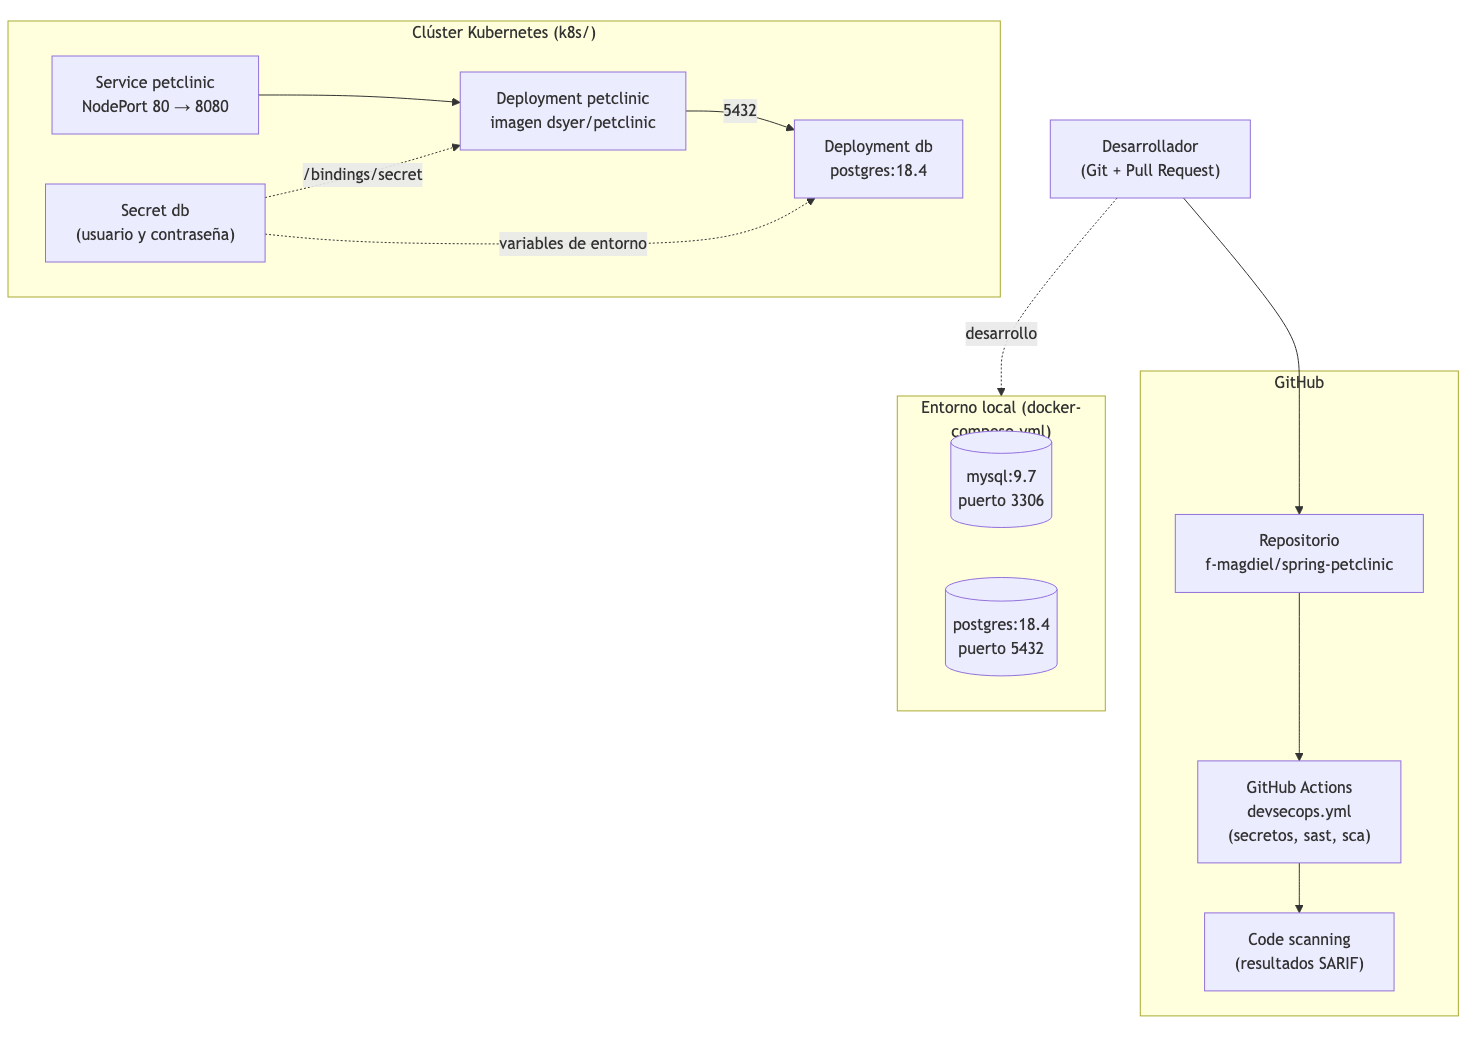 Clúster Kubernetes (k8s/)
Service petclinic
NodePort 80 → 8080
Deployment petclinic
imagen dsyer/petclinic
5432
Deployment db
postgres:18.4
/bindings/secret
Secret db
(usuario y contraseña)
variables de entorno
Desarrollador
(Git + Pull Request)
desarrollo
Entorno local (docker-
compose.yml)
mysql:9.7
puerto 3306
postgres:18.4
puerto 5432
GitHub
Repositorio
f-magdiel/spring-petclinic
GitHub Actions
devsecops.yml
(secretos, sast, sca)
Code scanning
(resultados SARIF)